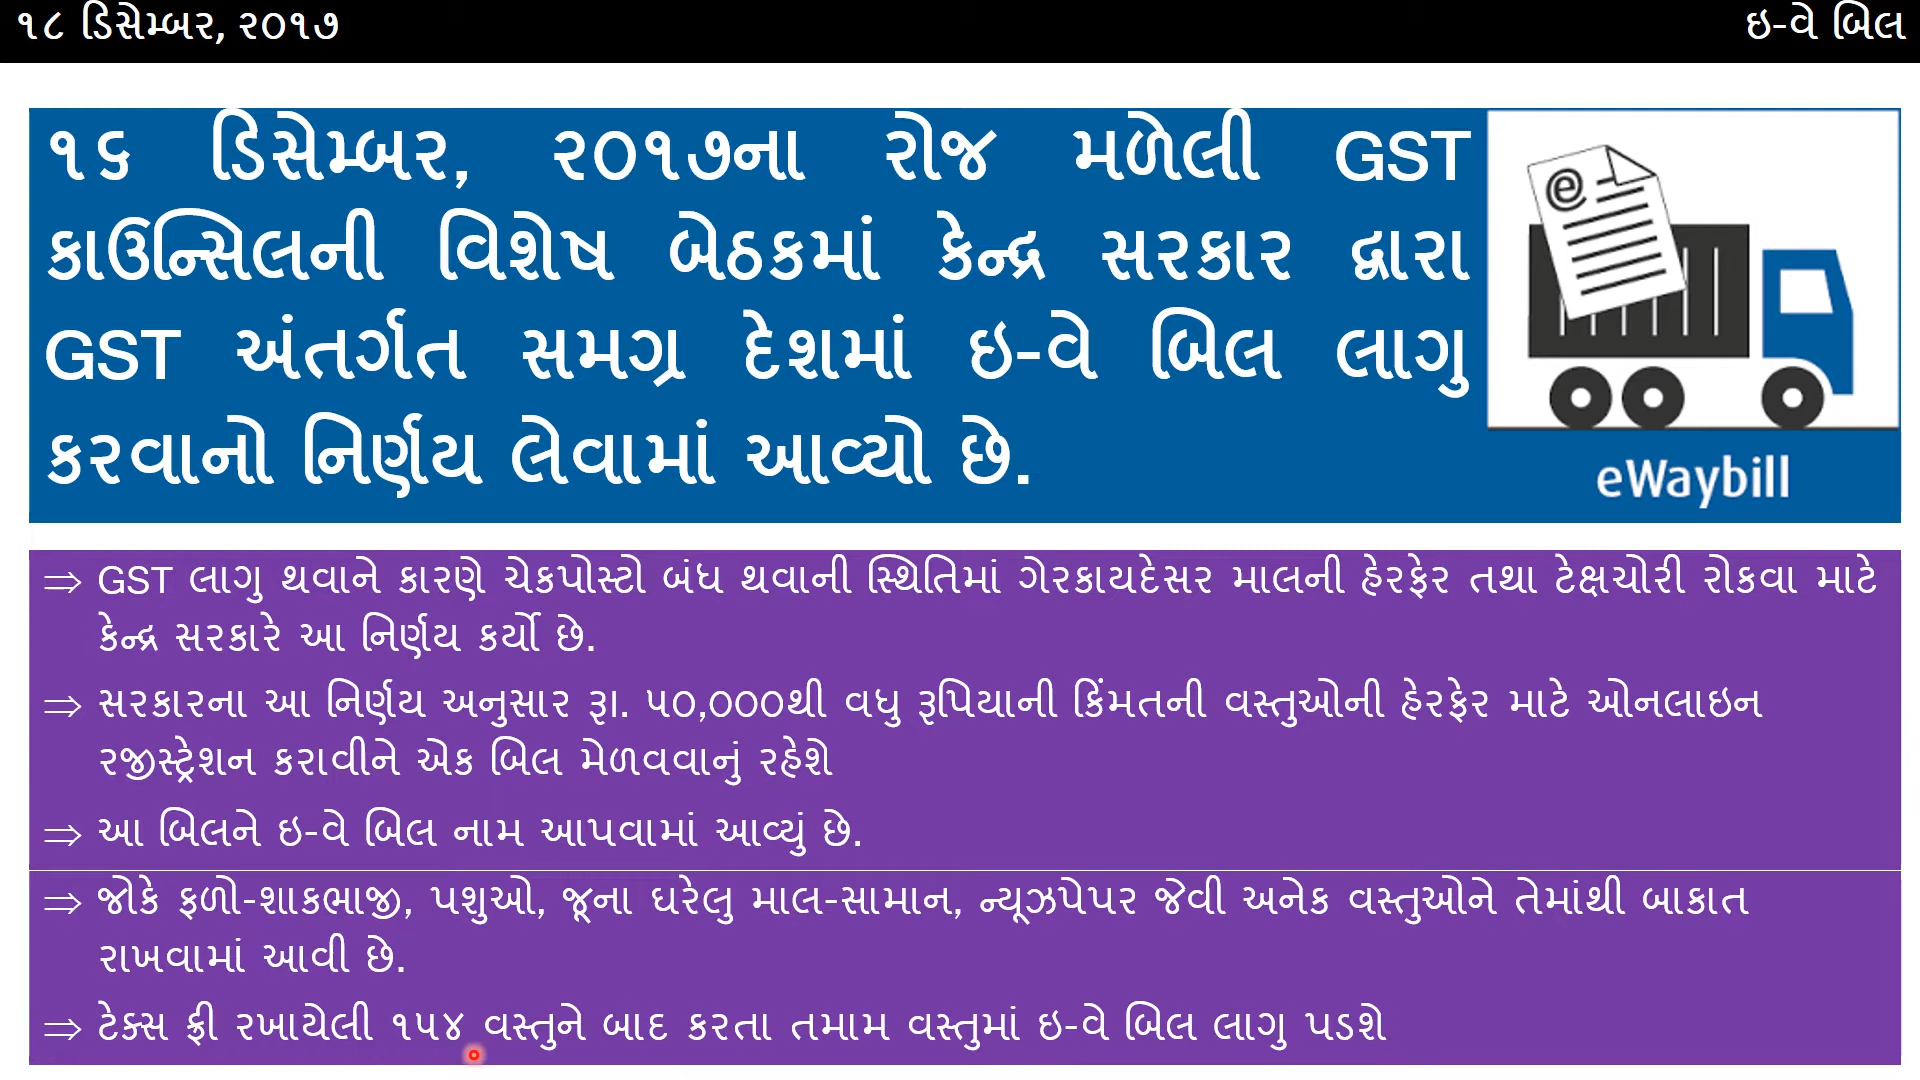 ૧૮ ડિસેમ્બર, ૨૦૧૭
ઇ-વે બિલ
૧૬ ડિસેમ્બર, ૨૦૧૭ના રોજ મળેલી GST
કાઉન્સિલની વિશેષ બેઠકમાં કેન્દ્ર સરકાર દ્વારા
GST અંતર્ગત સમગ્ર દેશમાં ઇ-વે બિલ લાગુ
કરવાનો નિર્ણય લેવામાં આવ્યો છે.
e
eWaybill
⇒ GST લાગુ થવાને કારણે ચેકપોસ્ટો બંધ થવાની સ્થિતિમાં ગેરકાયદેસર માલની હેરફેર તથા ટેક્ષચોરી રોકવા માટે
કેન્દ્ર સરકારે આ નિર્ણય કર્યો છે.
⇒ સરકારના આ નિર્ણય અનુસાર રૂા. ૫૦,૦૦૦થી વધુ રૂપિયાની કિંમતની વસ્તુઓની હેરફેર માટે ઓનલાઇન
રજીસ્ટ્રેશન કરાવીને એક બિલ મેળવવાનું રહેશે
⇒ આ બિલને ઇ-વે બિલ નામ આપવામાં આવ્યું છે.
⇒ જોકે ફળો-શાકભાજી, પશુઓ, જૂના ઘરેલુ માલ-સામાન, ન્યૂઝપેપર જેવી અનેક વસ્તુઓને તેમાંથી બાકાત
રાખવામાં આવી છે.
⇒ ટેક્સ ફ્રી રખાયેલી ૧૫૪ વસ્તુને બાદ કરતા તમામ વસ્તુમાં ઇ-વે બિલ લાગુ પડશે